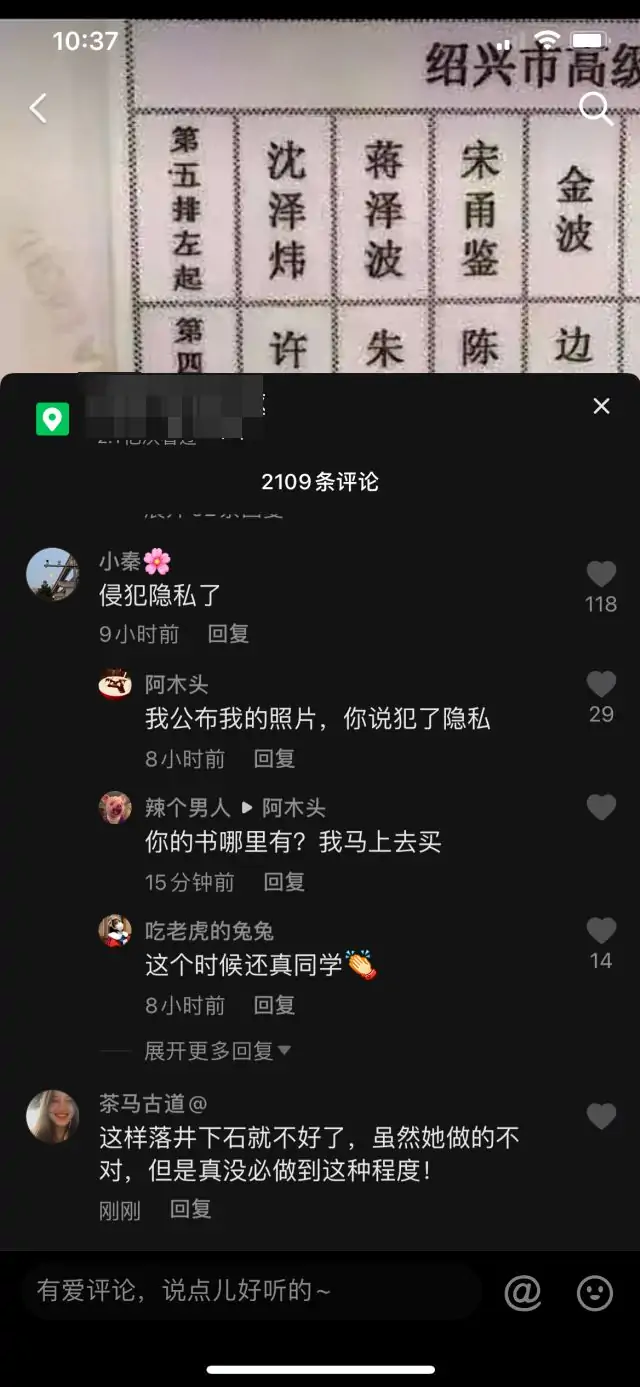 10:37
绍兴市高级
第五排左起
沈泽炜
蒋泽波
宋甬鉴
金波
第四
许
朱
陈
边
2109条评论
小秦🌸
侵犯隐私了
118
9小时前 回复
阿木头
我公布我的照片，你说犯了隐私
29
8小时前 回复
辣个男人 ▶ 阿木头
你的书哪里有？我马上去买
15分钟前 回复
吃老虎的兔兔
这个时候还真同学👏
14
8小时前 回复
展开更多回复
茶马古道@
这样落井下石就不好了，虽然她做的不
对，但是真没必做到这种程度！
刚刚 回复
有爱评论，说点儿好听的~
@